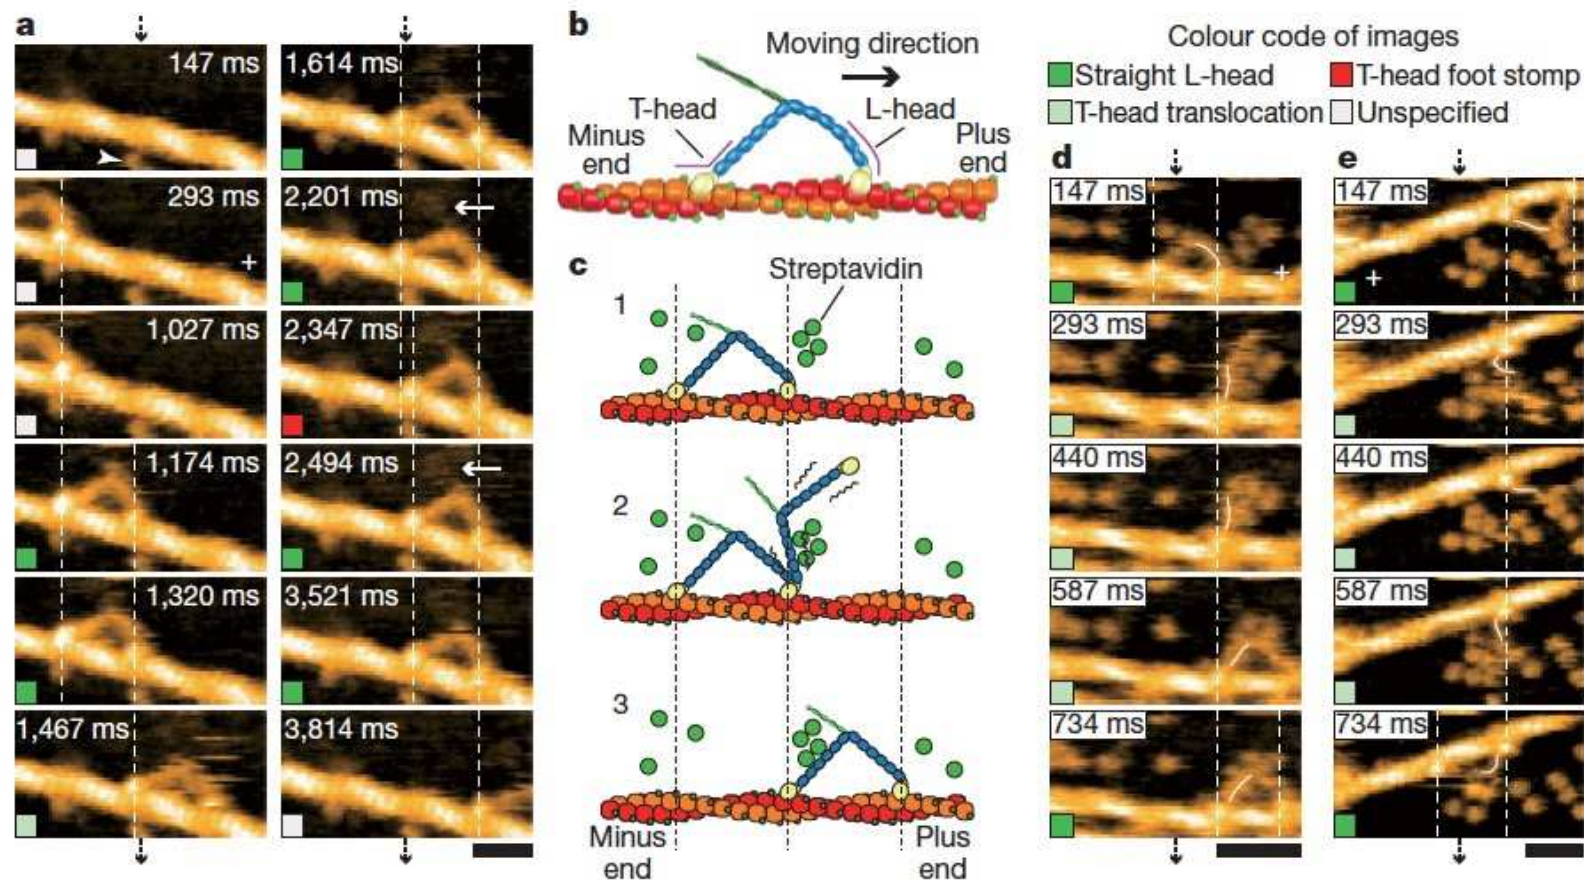 a
147 ms
293 ms
+
1,027 ms
1,174 ms
1,320 ms
1,467 ms
1,614 ms
2,201 ms
2,347 ms
2,494 ms
3,521 ms
3,814 ms
b
Moving direction
T-head
L-head
Minus
end
Plus
end
c
Streptavidin
1
2
3
Minus
end
Plus
end
Colour code of images
Straight L-head
T-head foot stomp
T-head translocation
Unspecified
d
147 ms
+
293 ms
440 ms
587 ms
734 ms
e
147 ms
+
293 ms
440 ms
587 ms
734 ms